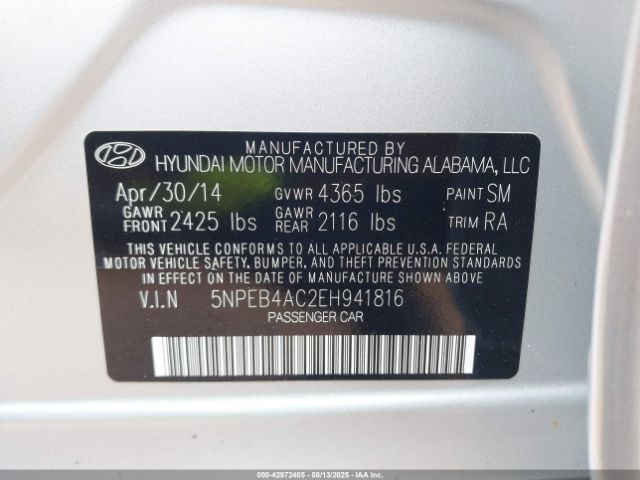 MANUFACTURED BY
HYUNDAI MOTOR MANUFACTURING ALABAMA, LLC
Apr/30/14 GVWR 4365 lbs PAINT SM
GAWR FRONT 2425 lbs GAWR REAR 2116 lbs TRIM RA
THIS VEHICLE CONFORMS TO ALL APPLICABLE U.S.A. FEDERAL
MOTOR VEHICLE SAFETY, BUMPER, AND THEFT PREVENTION STANDARDS
IN EFFECT ON THE DATE OF MANUFACTURE SHOWN ABOVE.
V.I.N 5NPEB4AC2EH941816
PASSENGER CAR
000-42972405 - 08/13/2025 - WWW.IAAI.COM